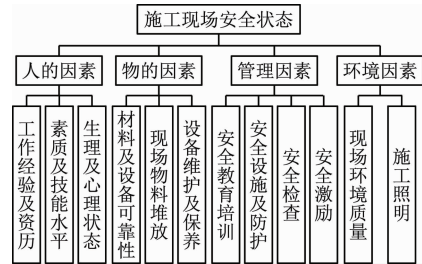 施工现场安全状态
人的因素
物的因素
管理因素
环境因素
工作经验及资历
素质及技能水平
生理及心理状态
材料及设备可靠性
现场物料堆放
设备维护及保养
安全教育培训
安全设施及防护
安全检查
安全激励
现场环境质量
施工照明